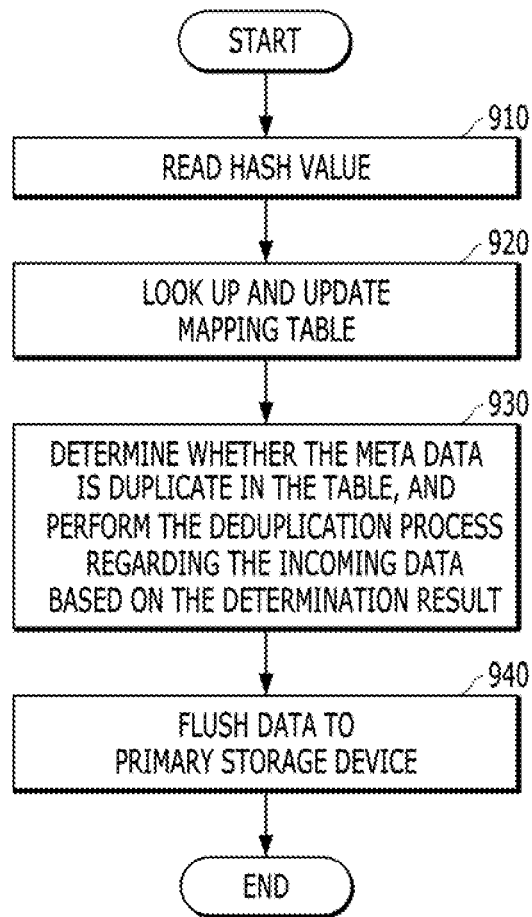 START
910
READ HASH VALUE
920
LOOK UP AND UPDATE
MAPPING TABLE
930
DETERMINE WHETHER THE META DATA
IS DUPLICATE IN THE TABLE, AND
PERFORM THE DEDUPLICATION PROCESS
REGARDING THE INCOMING DATA
BASED ON THE DETERMINATION RESULT
940
FLUSH DATA TO
PRIMARY STORAGE DEVICE
END